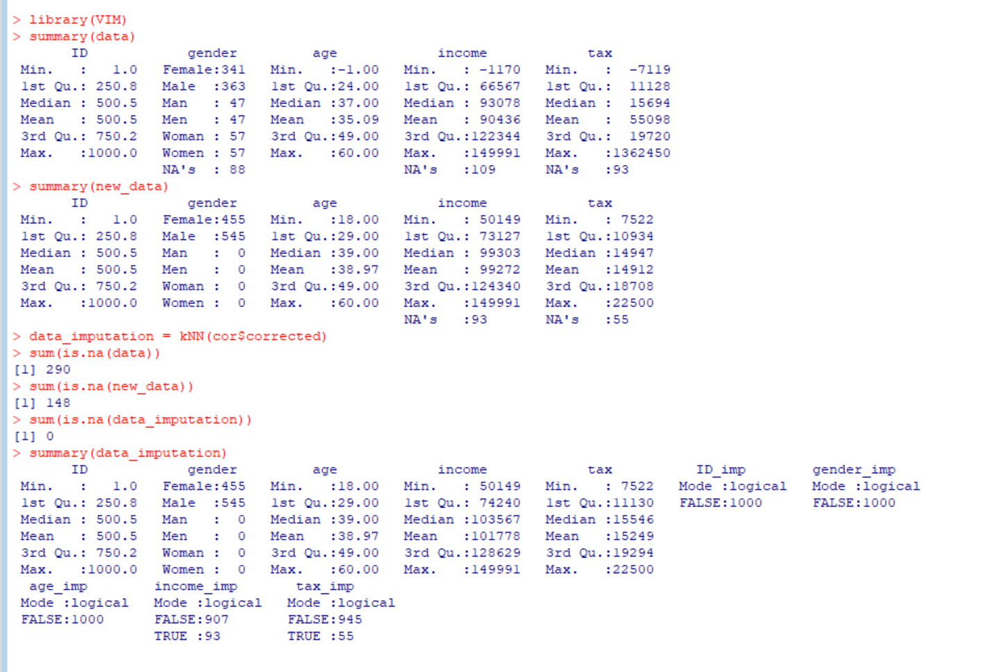 > library(VIM)
> summary(data)
       ID            gender         age            income            tax
 Min.   :   1.0   Female:341   Min.   :-1.00   Min.   : -1170   Min.   :  -7119
 1st Qu.: 250.8   Male  :363   1st Qu.:24.00   1st Qu.: 66567   1st Qu.:  11128
 Median : 500.5   Man   : 47   Median :37.00   Median : 93078   Median :  15694
 Mean   : 500.5   Men   : 47   Mean   :35.09   Mean   : 90436   Mean   :  55098
 3rd Qu.: 750.2   Woman : 57   3rd Qu.:49.00   3rd Qu.:122344   3rd Qu.:  19720
 Max.   :1000.0   Women : 57   Max.   :60.00   Max.   :149991   Max.   :1362450
                  NA's  : 88                   NA's   :109      NA's   :93
> summary(new_data)
       ID            gender         age            income            tax
 Min.   :   1.0   Female:455   Min.   :18.00   Min.   : 50149   Min.   : 7522
 1st Qu.: 250.8   Male  :545   1st Qu.:29.00   1st Qu.: 73127   1st Qu.:10934
 Median : 500.5   Man   :  0   Median :39.00   Median : 99303   Median :14947
 Mean   : 500.5   Men   :  0   Mean   :38.97   Mean   : 99272   Mean   :14912
 3rd Qu.: 750.2   Woman :  0   3rd Qu.:49.00   3rd Qu.:124340   3rd Qu.:18708
 Max.   :1000.0   Women :  0   Max.   :60.00   Max.   :149991   Max.   :22500
                                               NA's   :93       NA's   :55
> data_imputation = kNN(cor$corrected)
> sum(is.na(data))
[1] 290
> sum(is.na(new_data))
[1] 148
> sum(is.na(data_imputation))
[1] 0
> summary(data_imputation)
       ID            gender         age            income            tax          ID_imp         gender_imp
 Min.   :   1.0   Female:455   Min.   :18.00   Min.   : 50149   Min.   : 7522   Mode :logical   Mode :logical
 1st Qu.: 250.8   Male  :545   1st Qu.:29.00   1st Qu.: 74240   1st Qu.:11130   FALSE:1000      FALSE:1000
 Median : 500.5   Man   :  0   Median :39.00   Median :103567   Median :15546
 Mean   : 500.5   Men   :  0   Mean   :38.97   Mean   :101778   Mean   :15249
 3rd Qu.: 750.2   Woman :  0   3rd Qu.:49.00   3rd Qu.:128629   3rd Qu.:19294
 Max.   :1000.0   Women :  0   Max.   :60.00   Max.   :149991   Max.   :22500
  age_imp        income_imp       tax_imp
 Mode :logical   Mode :logical   Mode :logical
 FALSE:1000      FALSE:907       FALSE:945
                 TRUE :93        TRUE :55